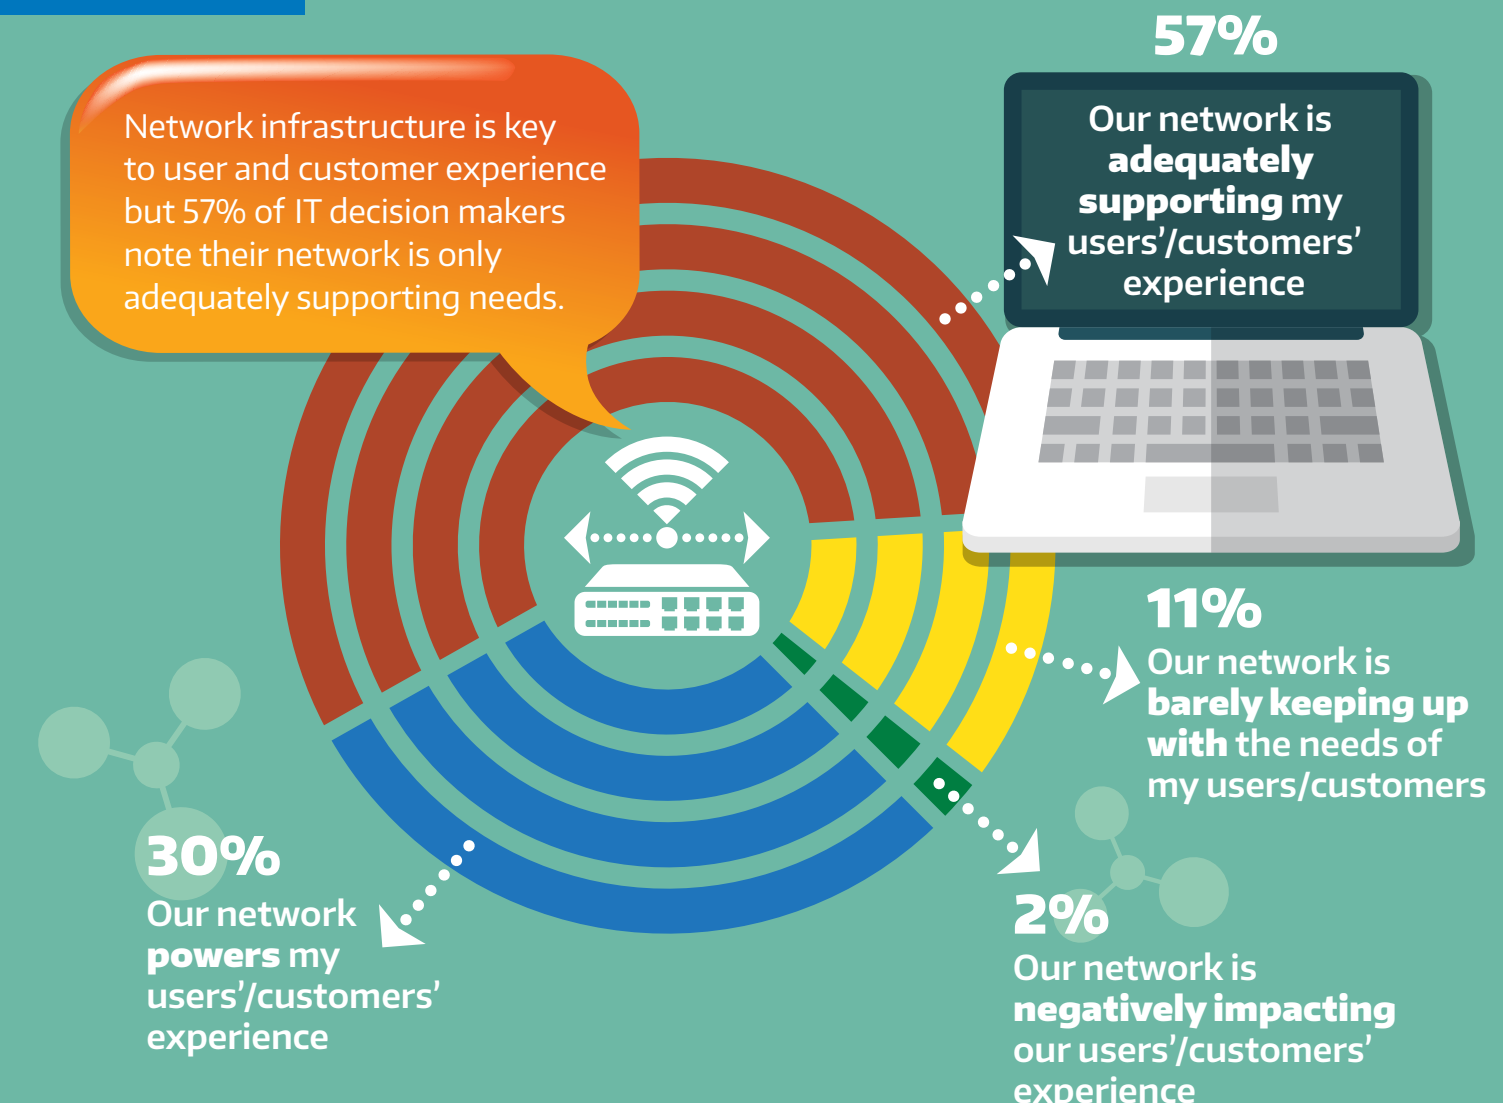 Network infrastructure is key
to user and customer experience
but 57% of IT decision makers
note their network is only
adequately supporting needs.
57%
Our network is
adequately
supporting my
users’/customers’
experience
11%
Our network is
barely keeping up
with the needs of
my users/customers
30%
Our network
powers my
users’/customers’
experience
2%
Our network is
negatively impacting
our users’/customers’
experience